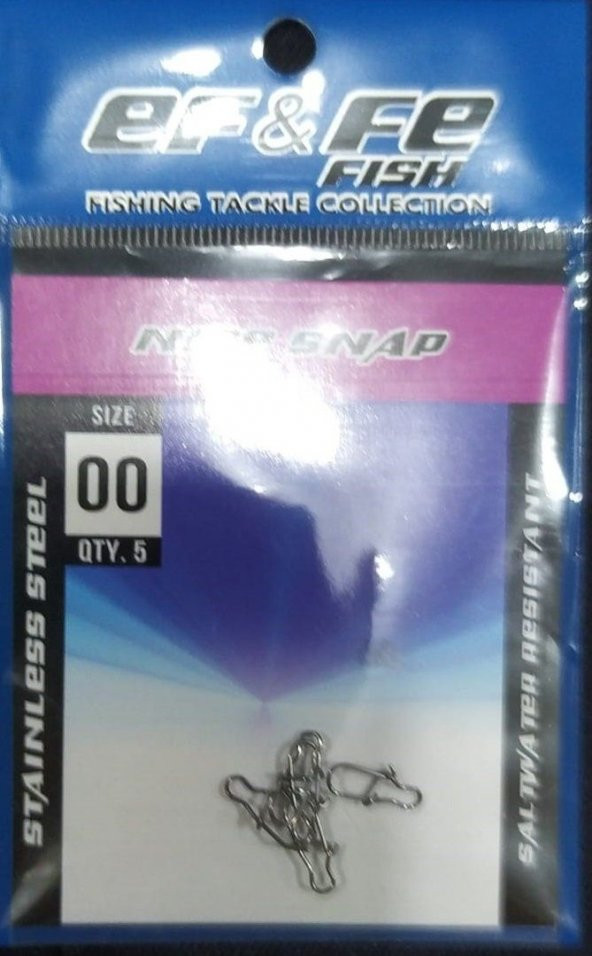 eF & Fe
FISH
FISHING TACKLE COLLECTION
SNAP
SIZE
00
QTY. 5
STAINLESS STEEL
SALTWATER RESISTANT